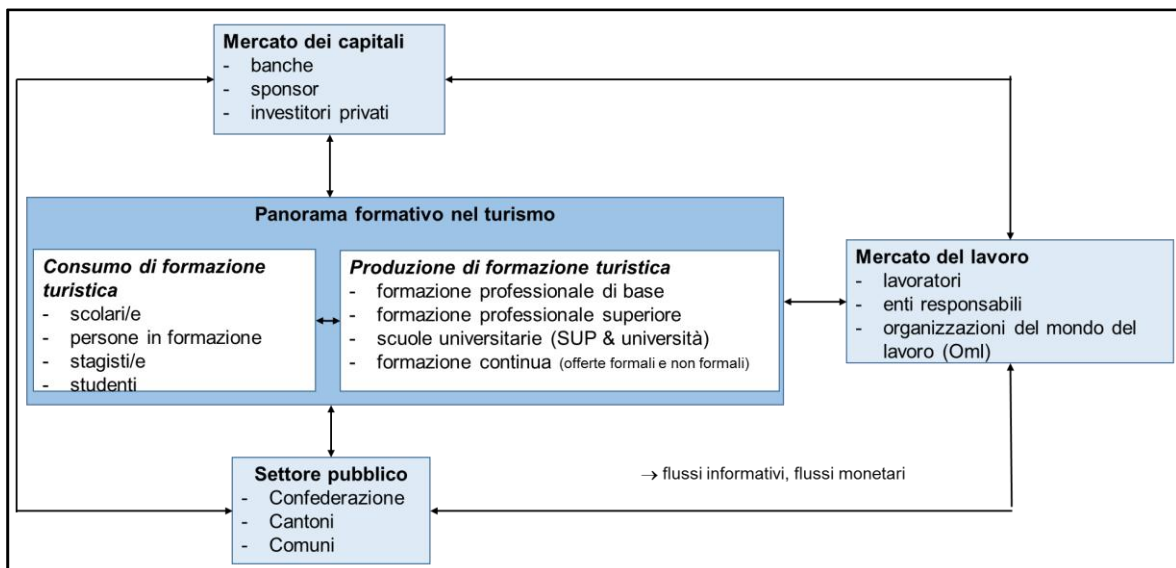 Mercato dei capitali
- banche
- sponsor
- investitori privati
Panorama formativo nel turismo
Consumo di formazione
turistica
- scolari/e
- persone in formazione
- stagisti/e
- studenti
Produzione di formazione turistica
- formazione professionale di base
- formazione professionale superiore
- scuole universitarie (SUP & università)
- formazione continua (offerte formali e non formali)
Mercato del lavoro
- lavoratori
- enti responsabili
- organizzazioni del mondo del
lavoro (Oml)
Settore pubblico
- Confederazione
- Cantoni
- Comuni
→ flussi informativi, flussi monetari